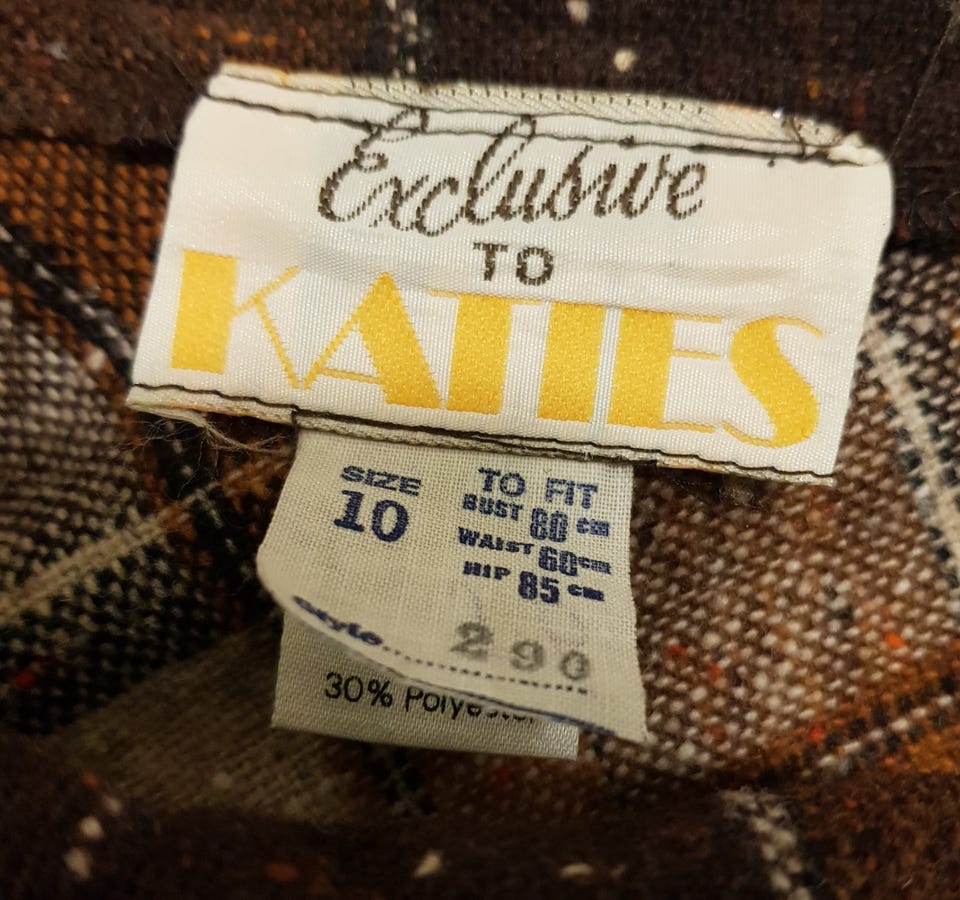 Exclusive
TO
KATIES
SIZE
10
TO FIT
BUST 80 cm
WAIST 60 cm
HIP 85 cm
Style 290
30% Polyester